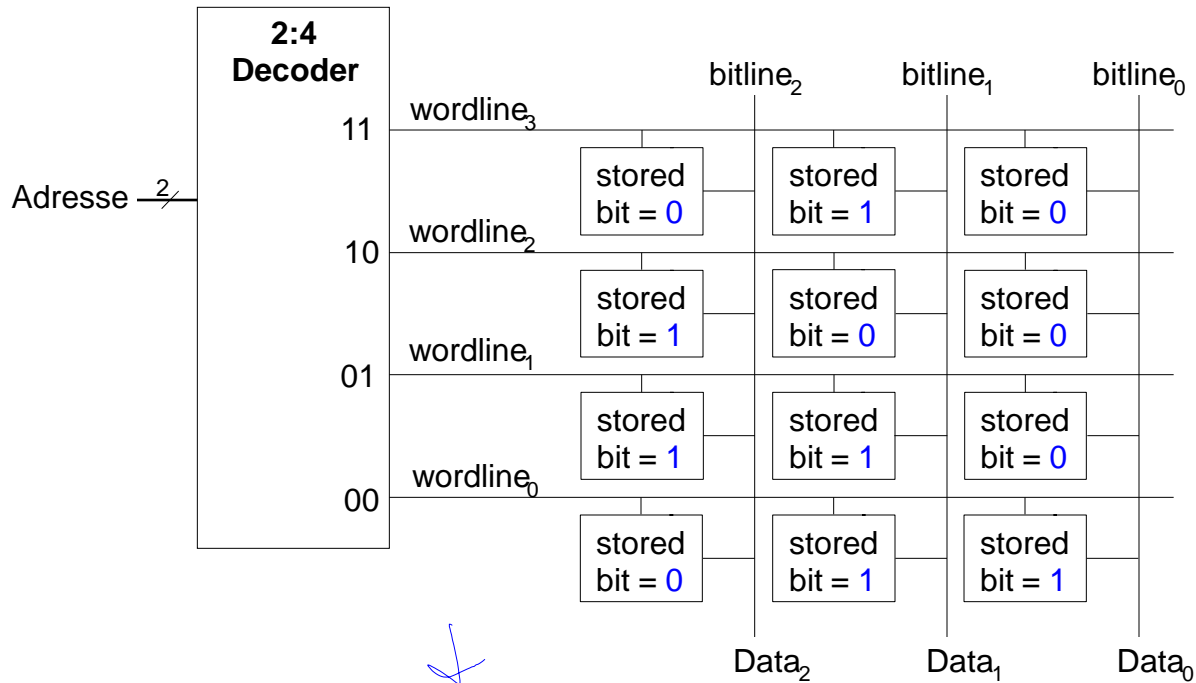 2:4
Decoder
bitline2 bitline1 bitline0
wordline3
11
stored stored stored
bit = 0 bit = 1 bit = 0
Adresse 2
wordline2
10
stored stored stored
bit = 1 bit = 0 bit = 0
wordline1
01
stored stored stored
bit = 1 bit = 1 bit = 0
wordline0
00
stored stored stored
bit = 0 bit = 1 bit = 1
Data2 Data1 Data0